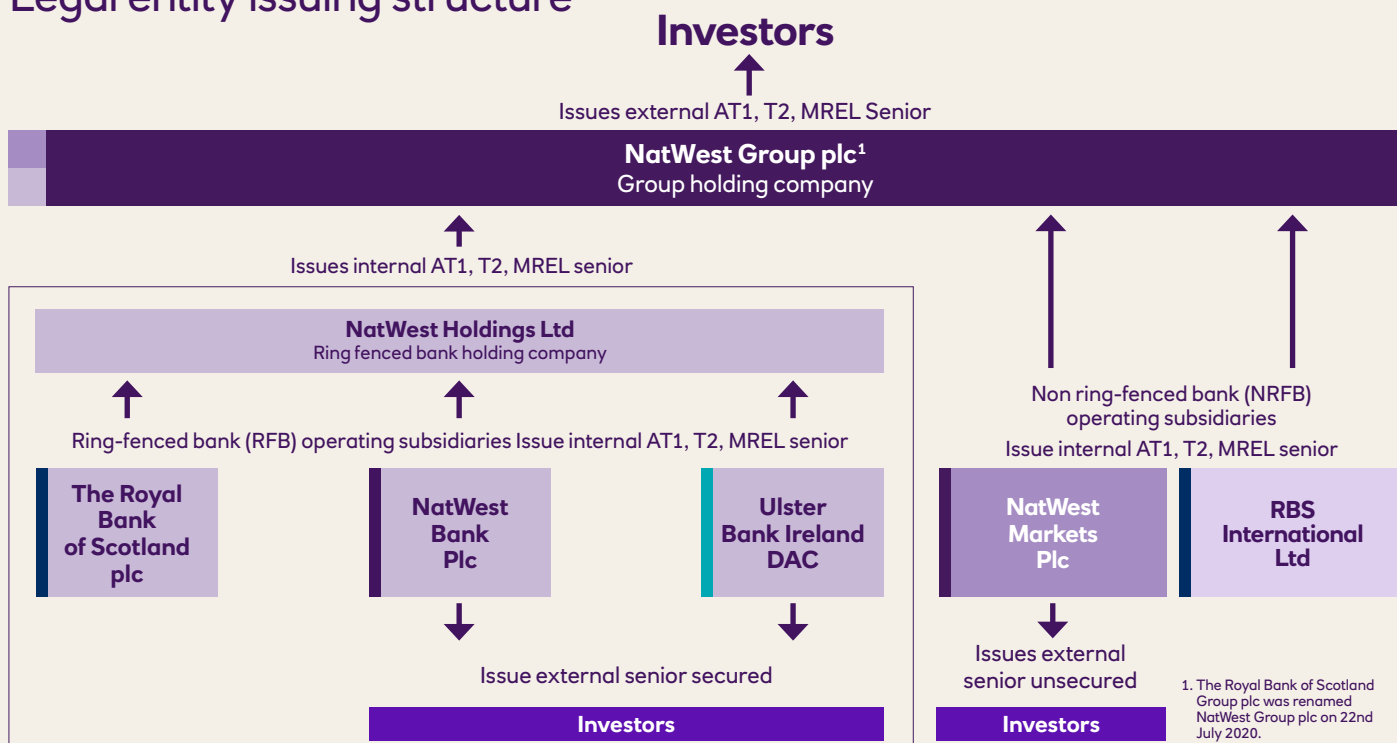 Legal entity issuing structure
Investors
Issues external AT1, T2, MREL Senior
NatWest Group plc1
Group holding company
Issues internal AT1, T2, MREL senior
NatWest Holdings Ltd
Ring fenced bank holding company
Ring-fenced bank (RFB) operating subsidiaries Issue internal AT1, T2, MREL senior
The Royal
Bank
of Scotland
plc
NatWest
Bank
Plc
Ulster
Bank Ireland
DAC
Issue external senior secured
Investors
Non ring-fenced bank (NRFB)
operating subsidiaries
Issue internal AT1, T2, MREL senior
NatWest
Markets
Plc
RBS
International
Ltd
Issues external
senior unsecured
Investors
1. The Royal Bank of Scotland
Group plc was renamed
NatWest Group plc on 22nd
July 2020.